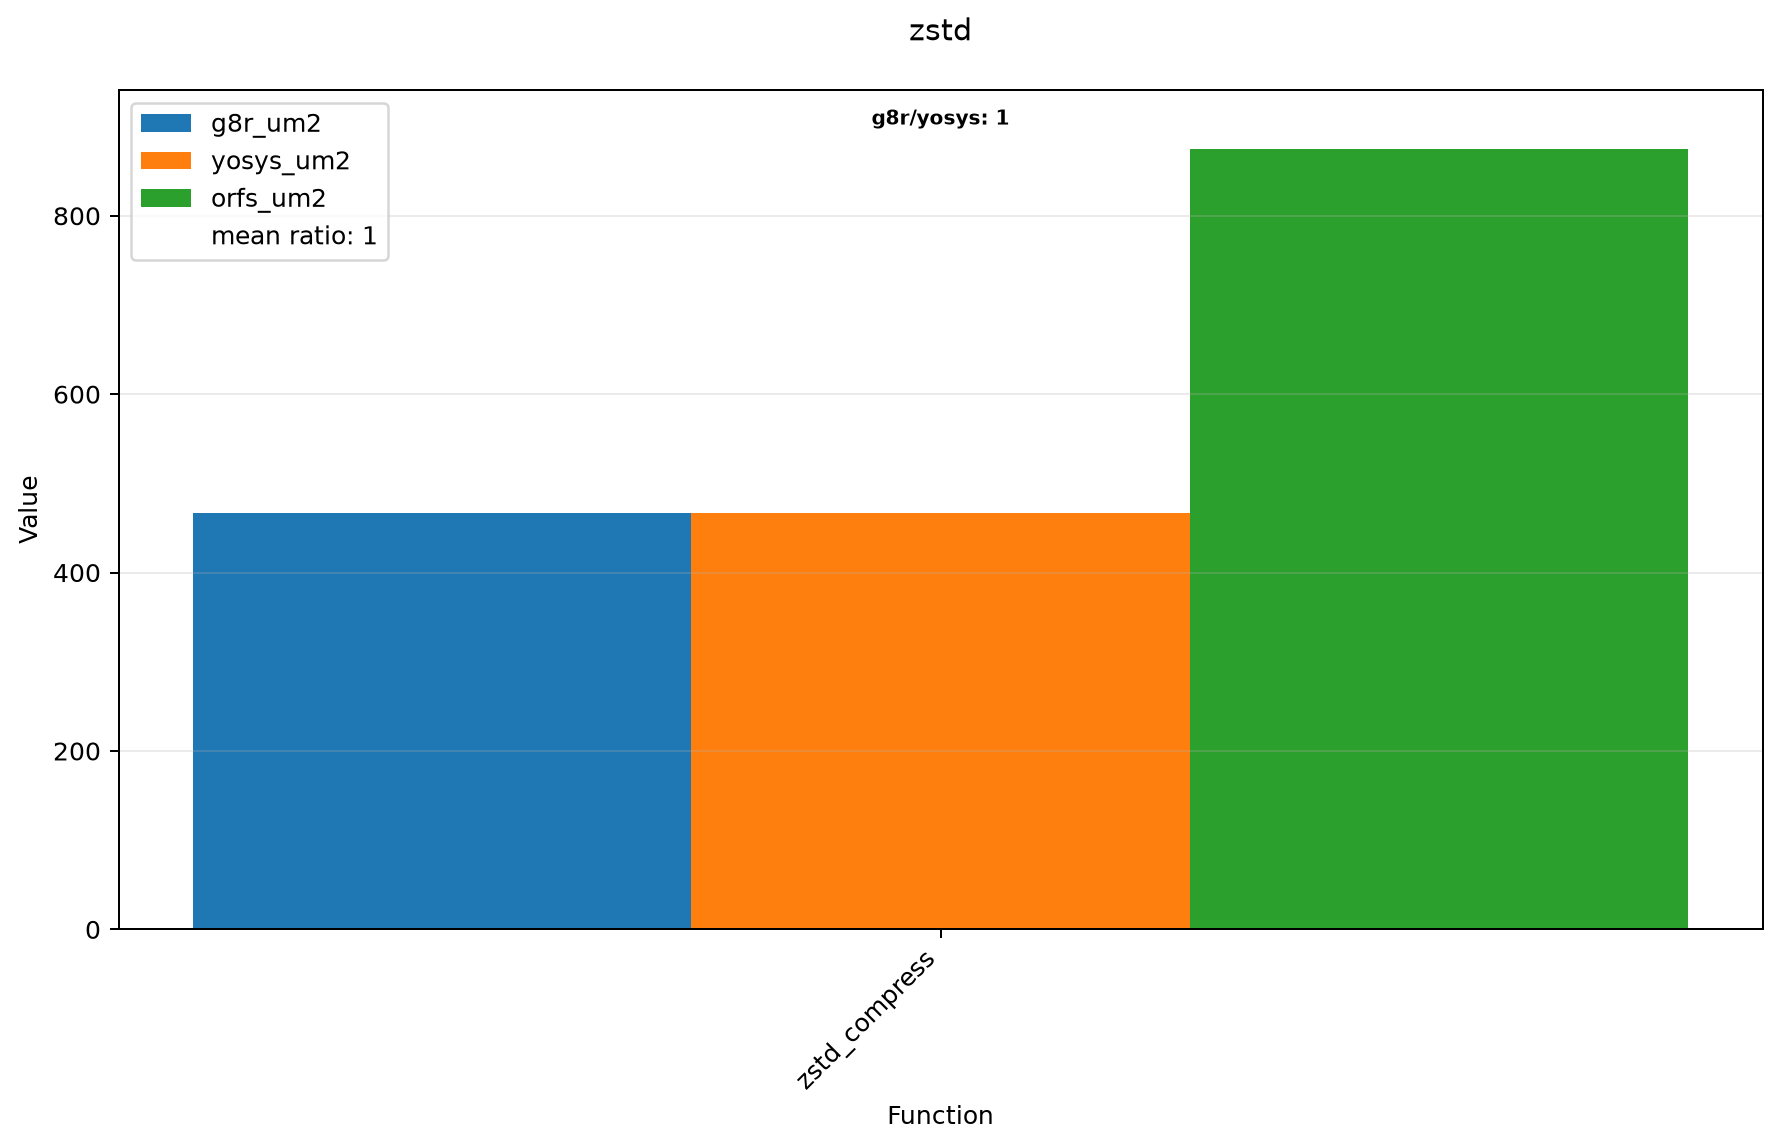 zstd
g8r_um2
yosys_um2
orfs_um2
mean ratio: 1
g8r/yosys: 1
800
600
400
200
0
Value
zstd_compress
Function